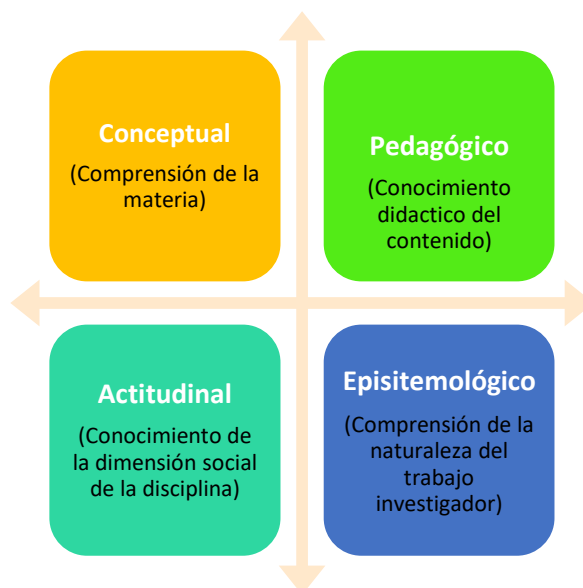 Conceptual
(Comprensión de la
materia)
Pedagógico
(Conocimiento
didactico del
contenido)
Actitudinal
(Conocimiento de
la dimensión social
de la disciplina)
Episitemológico
(Comprensión de la
naturaleza del
trabajo
investigador)